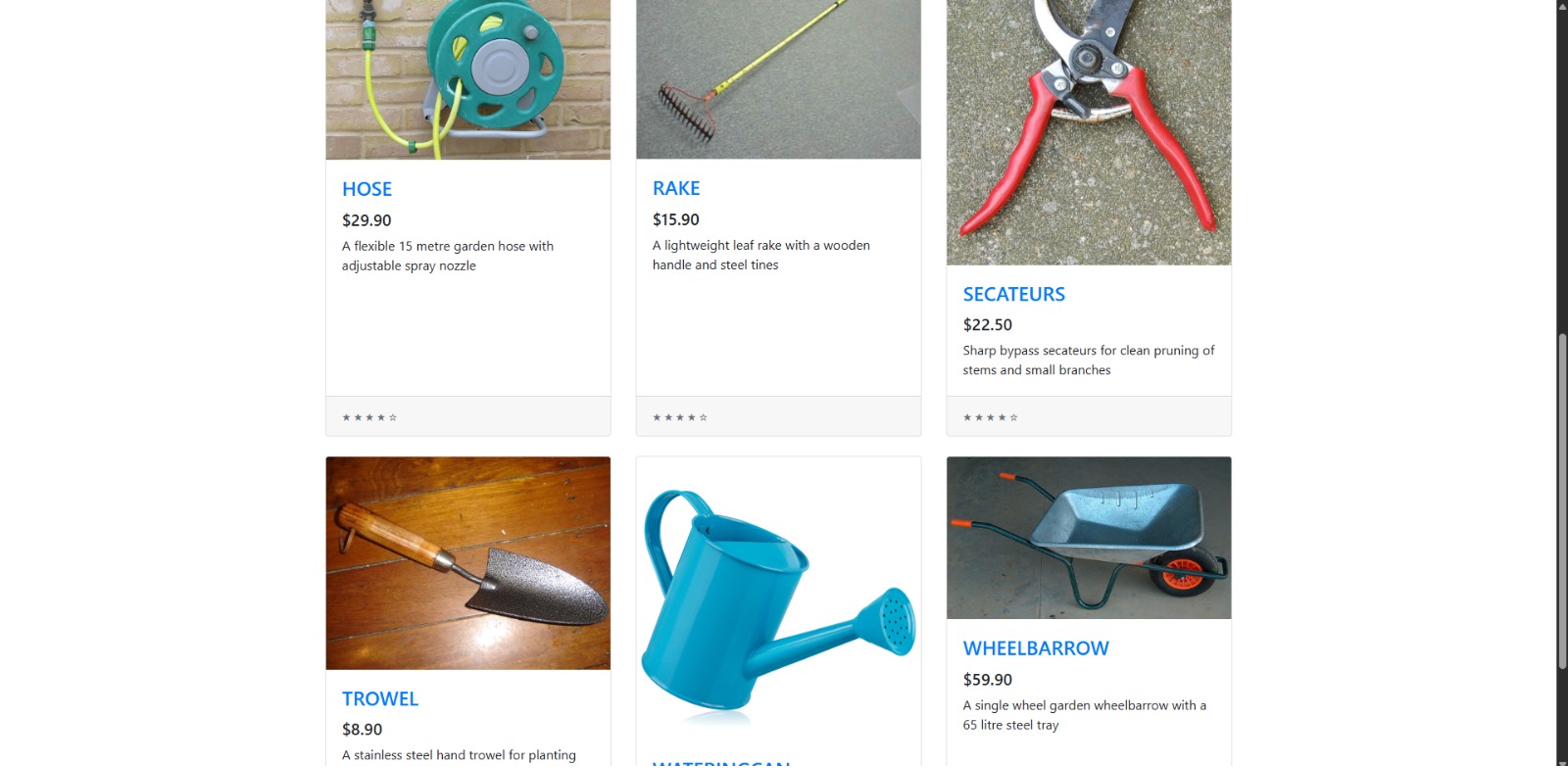 HOSE
$29.90
A flexible 15 metre garden hose with
adjustable spray nozzle
★ ★ ★ ★ ☆
RAKE
$15.90
A lightweight leaf rake with a wooden
handle and steel tines
★ ★ ★ ★ ☆
SECATEURS
$22.50
Sharp bypass secateurs for clean pruning of
stems and small branches
★ ★ ★ ★ ☆
TROWEL
$8.90
A stainless steel hand trowel for planting
WATERINGCAN
WHEELBARROW
$59.90
A single wheel garden wheelbarrow with a
65 litre steel tray